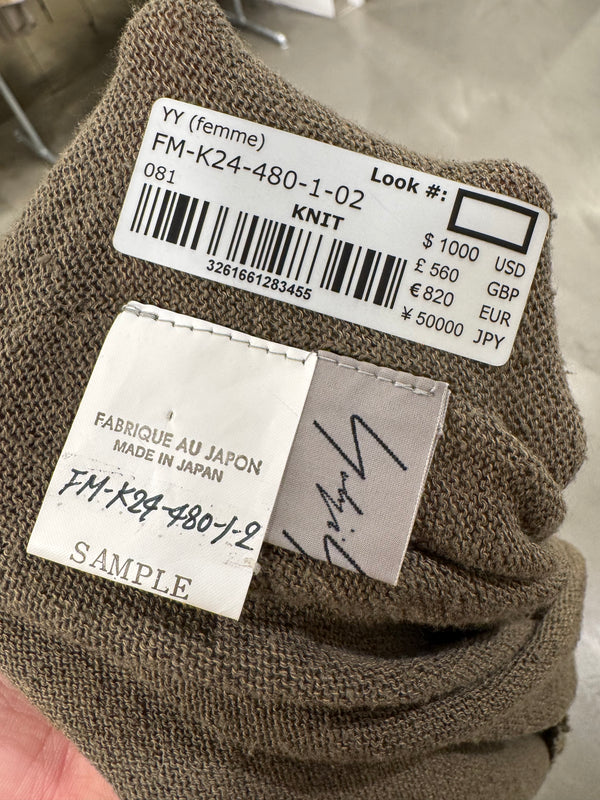 YY (femme)
FM-K24-480-1-02
Look #:
081
KNIT
3261661283455
$ 1000 USD
£ 560 GBP
€ 820 EUR
¥ 50000 JPY
FABRIQUE AU JAPON
MADE IN JAPAN
FM-K24-480-1-2
SAMPLE